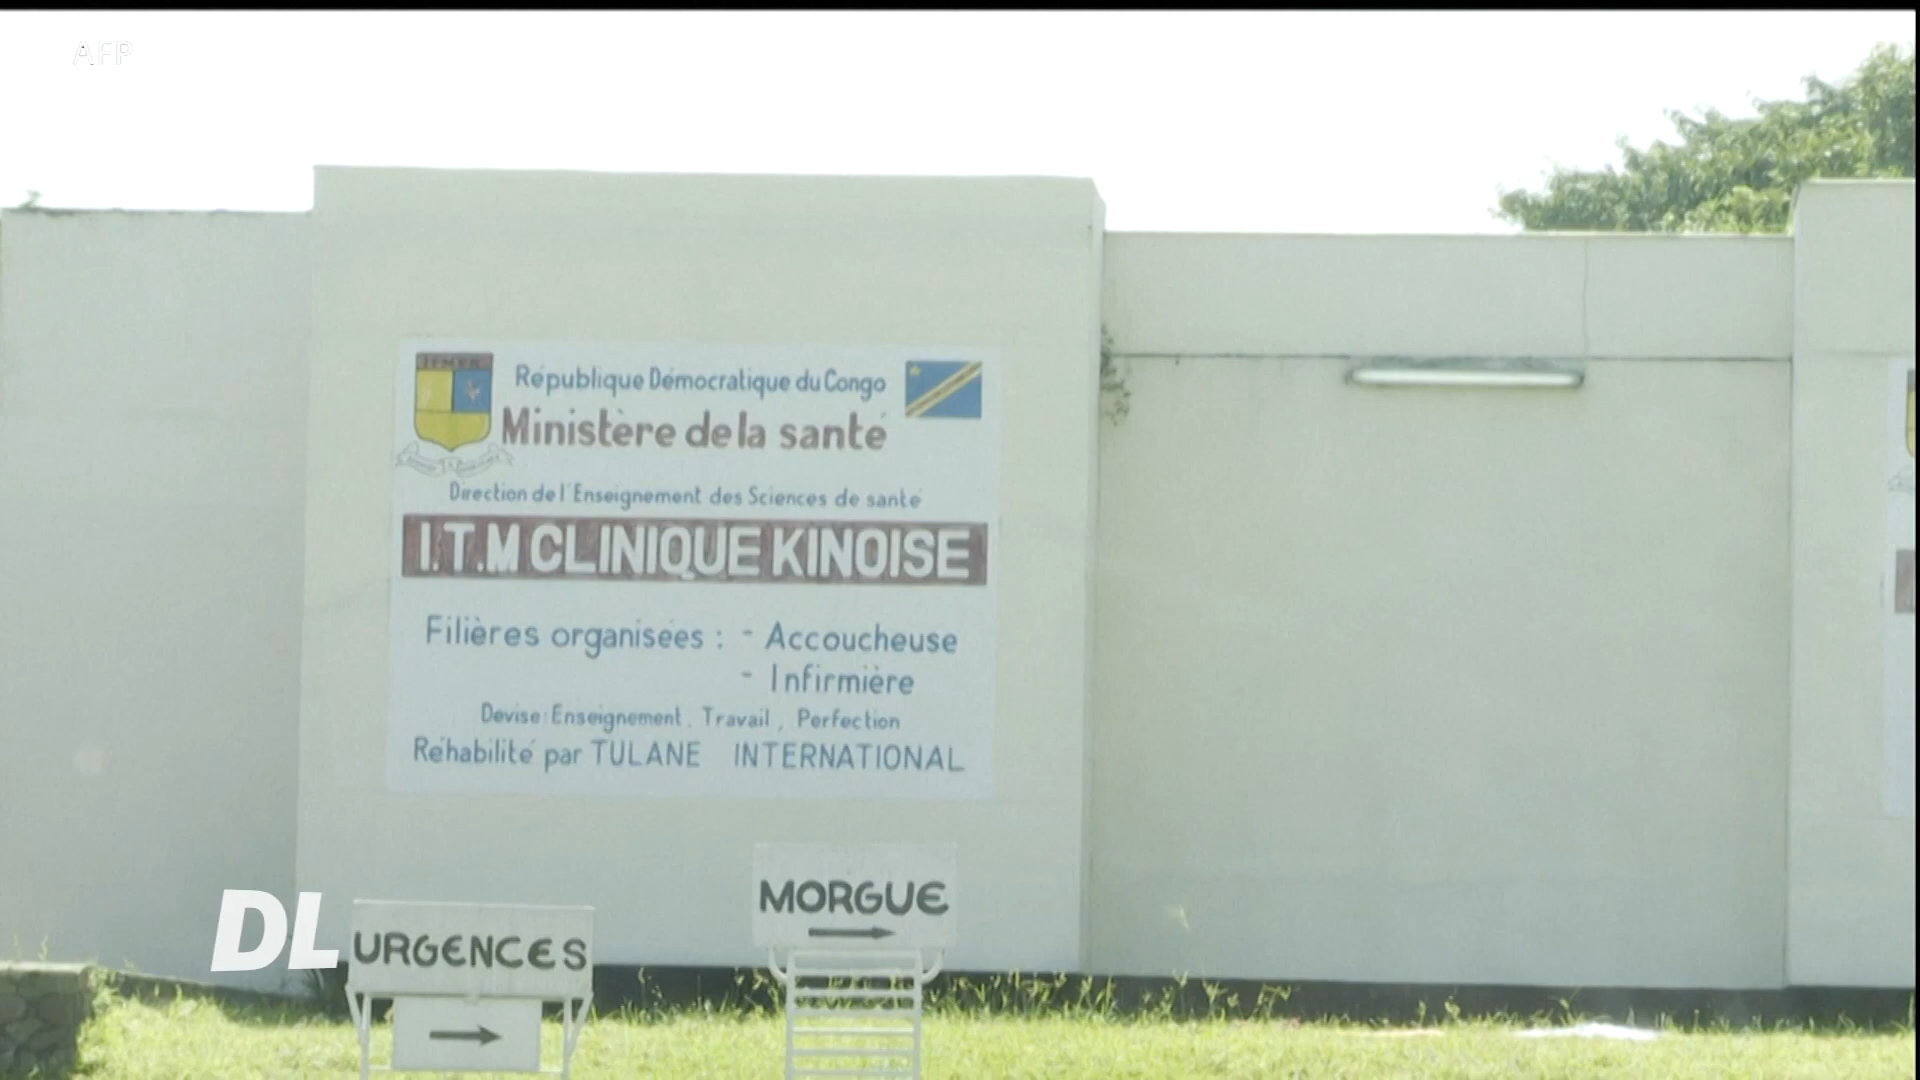 AFP
République Démocratique du Congo
Ministère de la santé
Direction de l'Enseignement des Sciences de santé
I.T.M CLINIQUE KINOISE
Filières organisées : - Accoucheuse
- Infirmière
Devise : Enseignement . Travail , Perfection
Réhabilité par TULANE INTERNATIONAL
MORGUE
DL
URGENCES